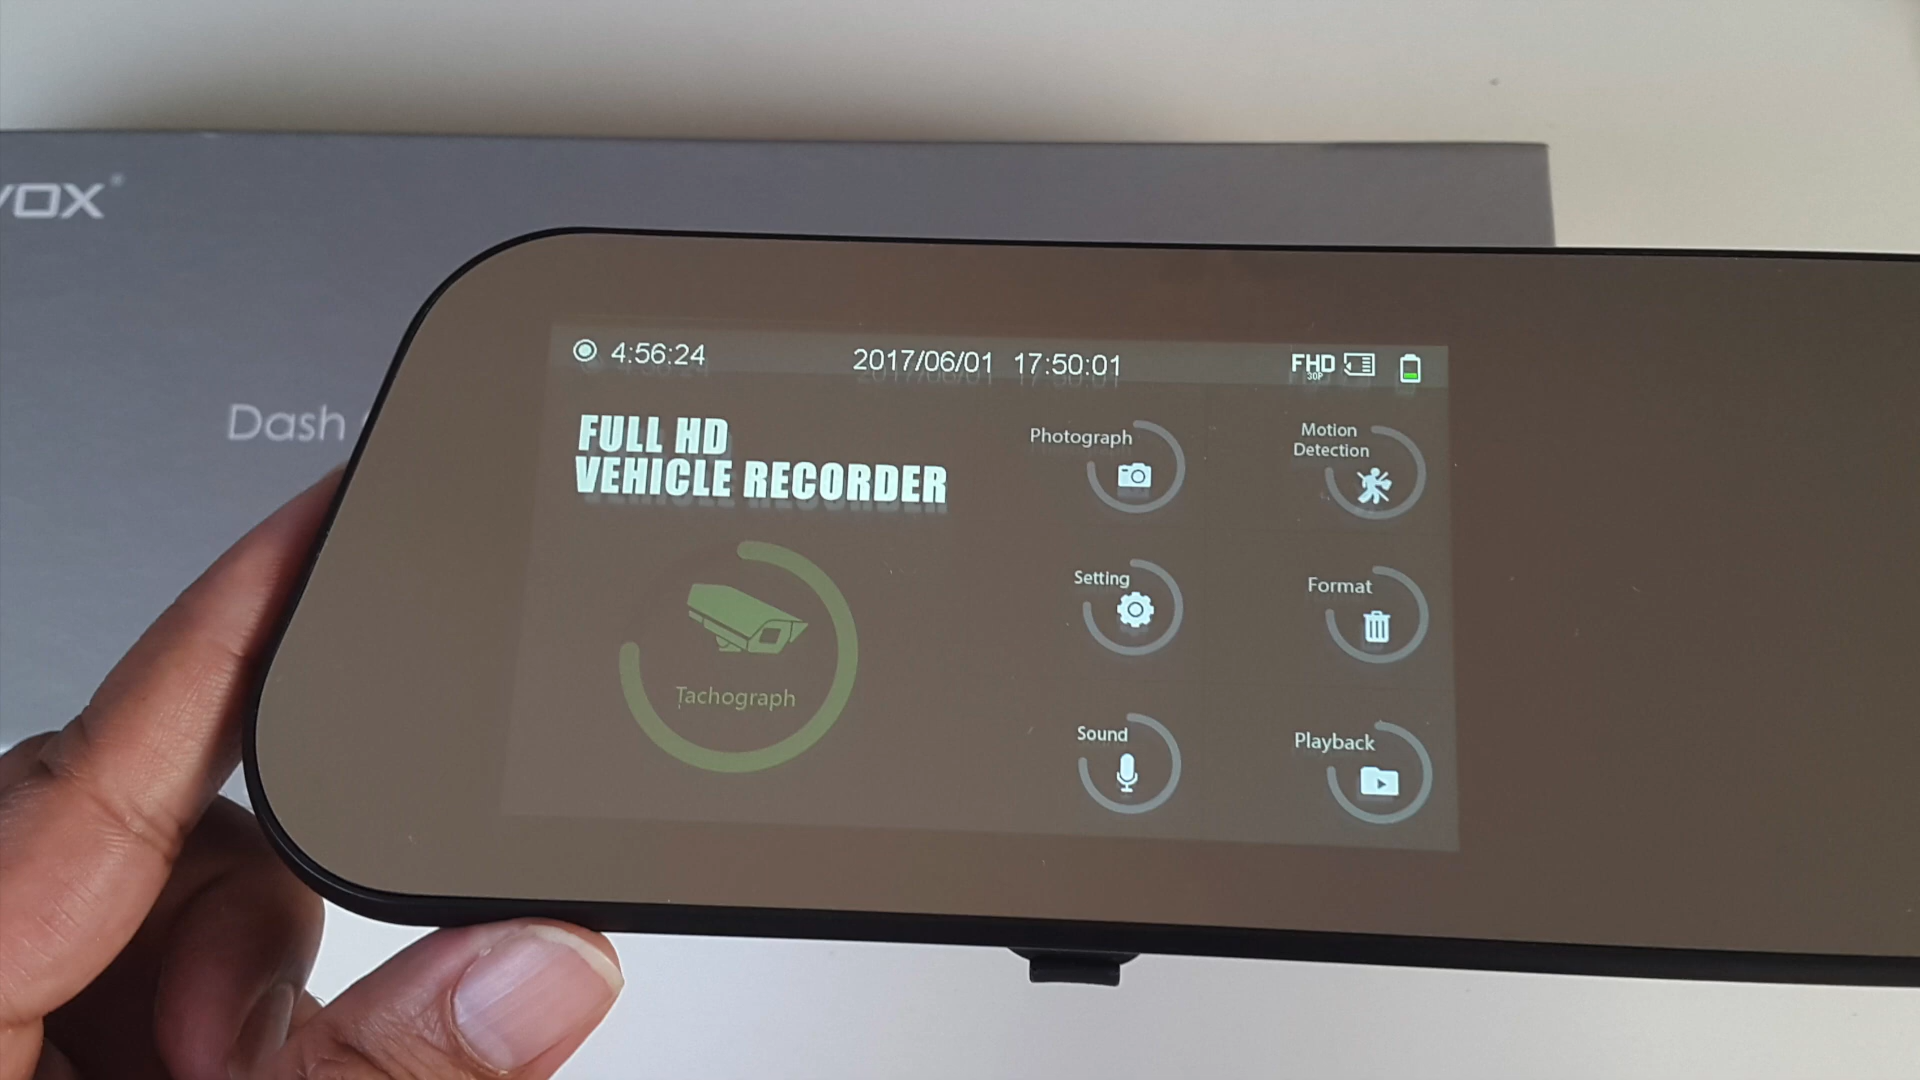 VOX
Dash
4:56:24 2017/06/01 17:50:01 FHD
30P
FULL HD
VEHICLE RECORDER
Photograph
Motion
Detection
Setting
Format
Tachograph
Sound
Playback